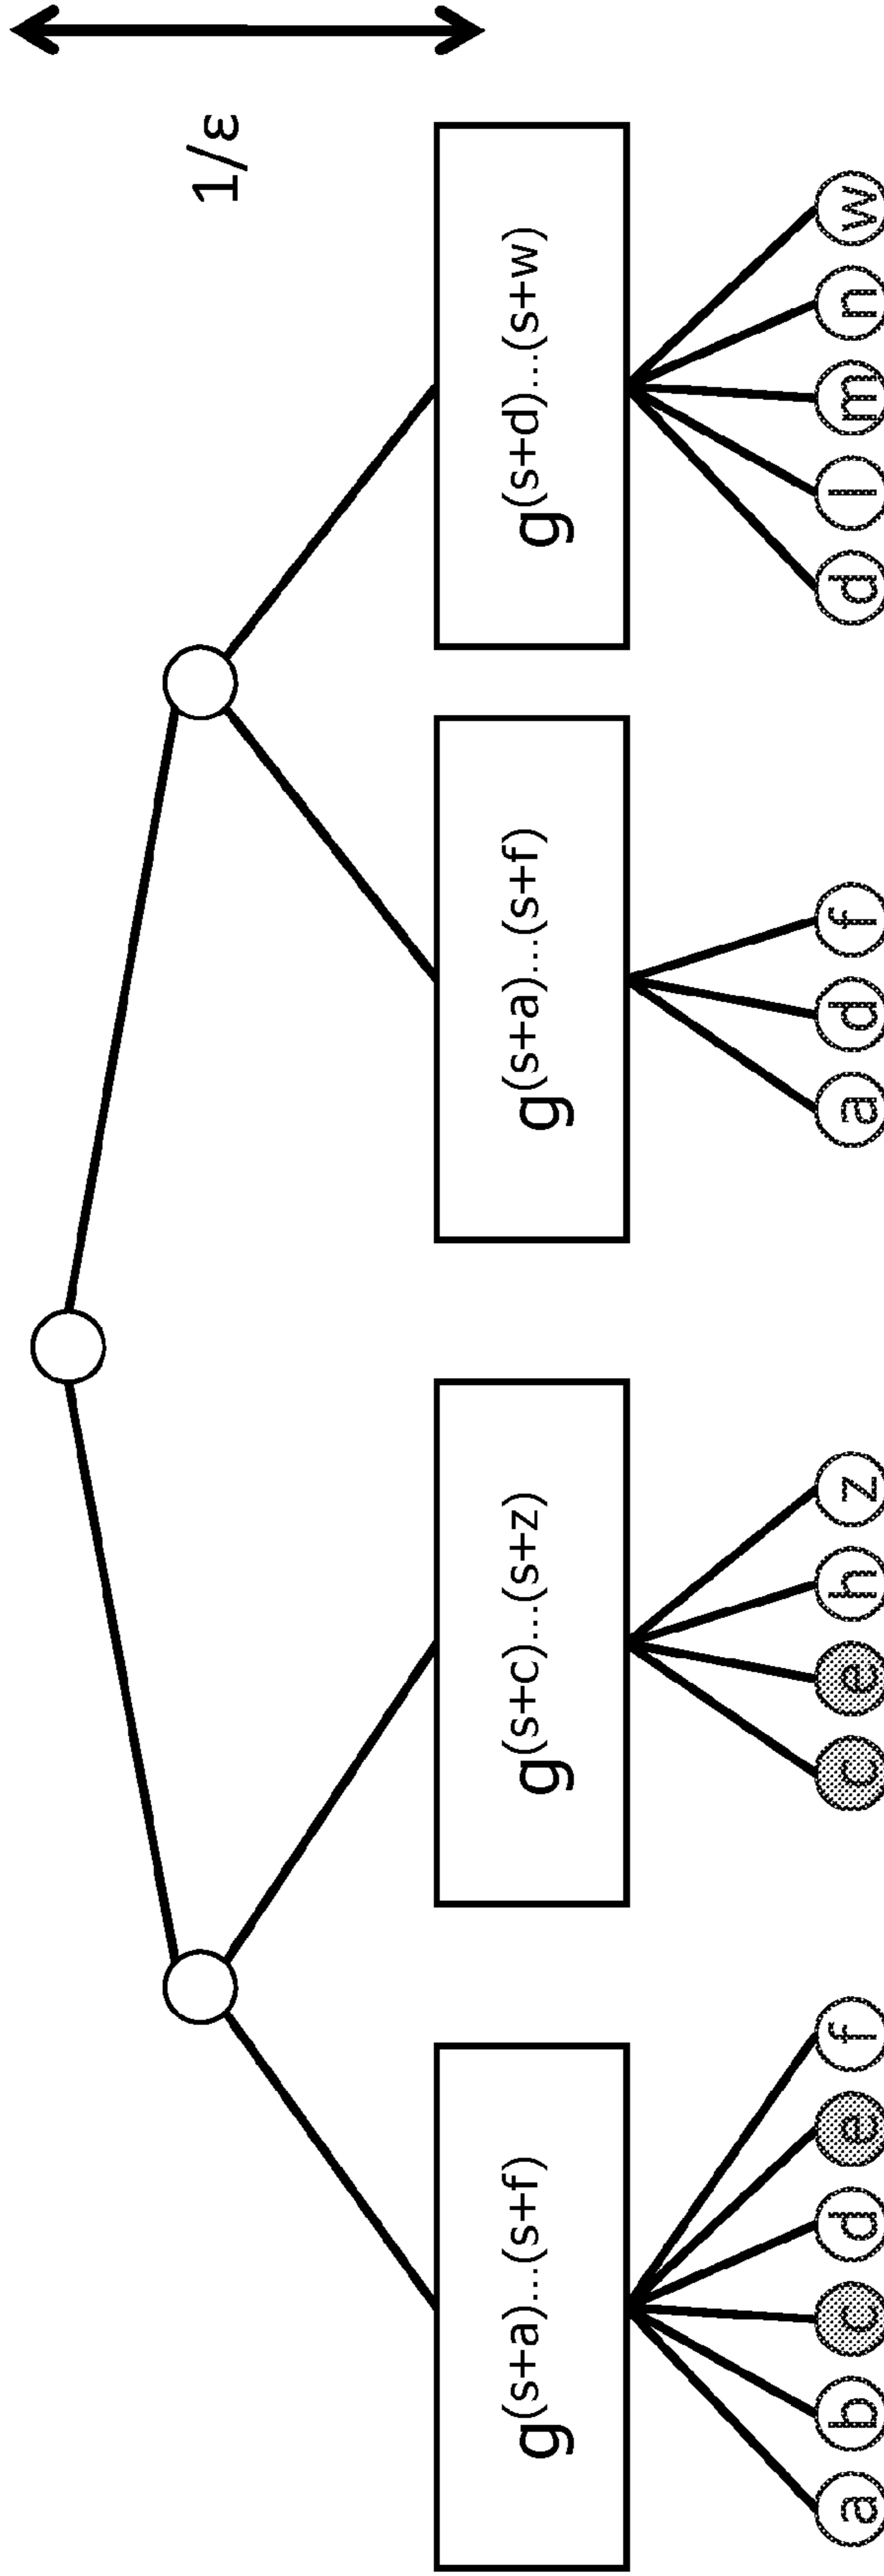 1/ε
g(s+a)...(s+f)
g(s+c)...(s+z)
g(s+a)...(s+f)
g(s+d)...(s+w)
a b c d e f
c e h z
a d f
d l m n w